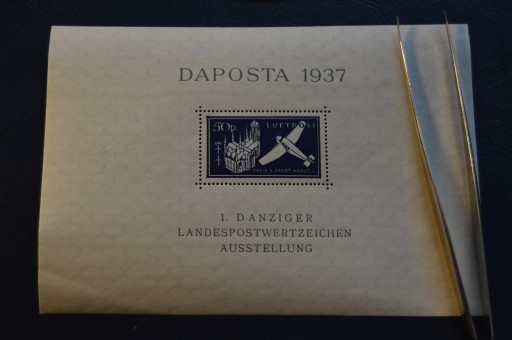 DAPOSTA 1937
50p LUFTPOST
FREIE STADT DANZIG
1. DANZIGER
LANDESPOSTWERTZEICHEN
AUSSTELLUNG